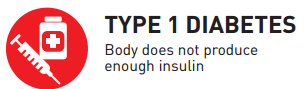 TYPE 1 DIABETES
Body does not produce
enough insulin